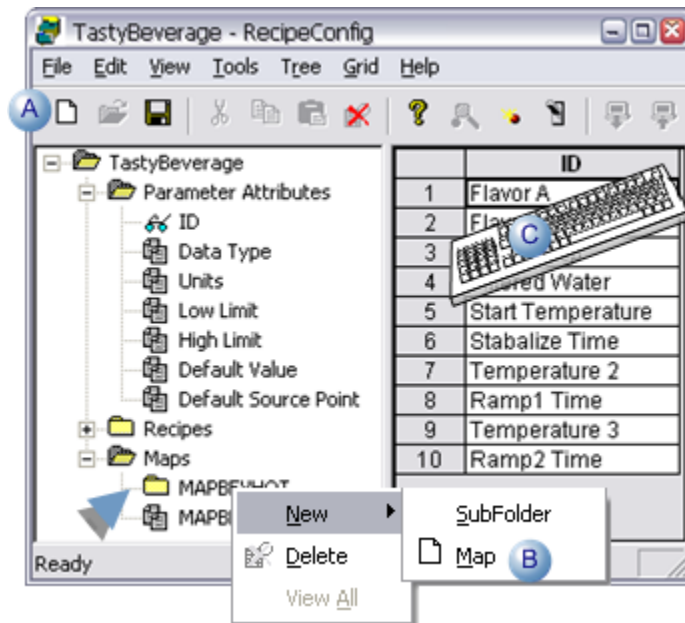 TastyBeverage - RecipeConfig
File Edit View Tools Tree Grid Help
A
TastyBeverage
Parameter Attributes
ID
Data Type
Units
Low Limit
High Limit
Default Value
Default Source Point
Recipes
Maps
ID
1 Flavor A
2
3
C
4 Water
5 Start Temperature
6 Stabalize Time
7 Temperature 2
8 Ramp1 Time
9 Temperature 3
10 Ramp2 Time
New
Delete
View All
SubFolder
Map B
Ready